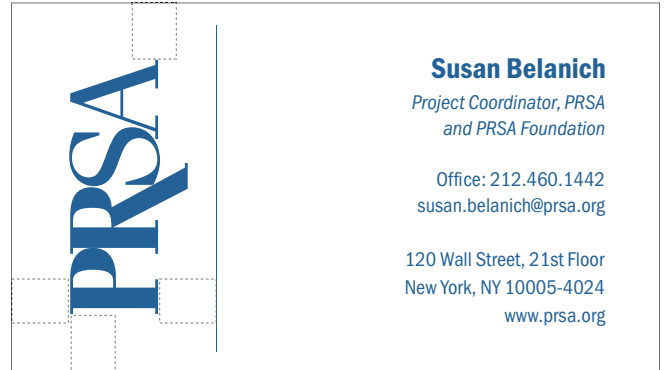 PRSA
Susan Belanich
Project Coordinator, PRSA
and PRSA Foundation
Office: 212.460.1442
susan.belanich@prsa.org
120 Wall Street, 21st Floor
New York, NY 10005-4024
www.prsa.org